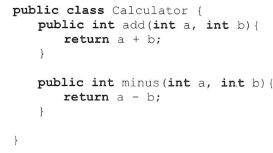 public class Calculator {
    public int add(int a, int b){
        return a + b;
    }

    public int minus(int a, int b){
        return a - b;
    }

}